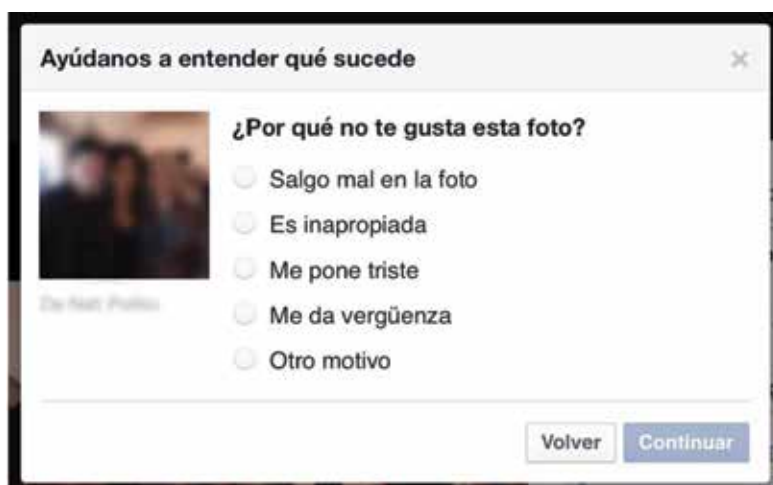 Ayúdanos a entender qué sucede
¿Por qué no te gusta esta foto?
Salgo mal en la foto
Es inapropiada
Me pone triste
Me da vergüenza
Otro motivo
Volver
Continuar